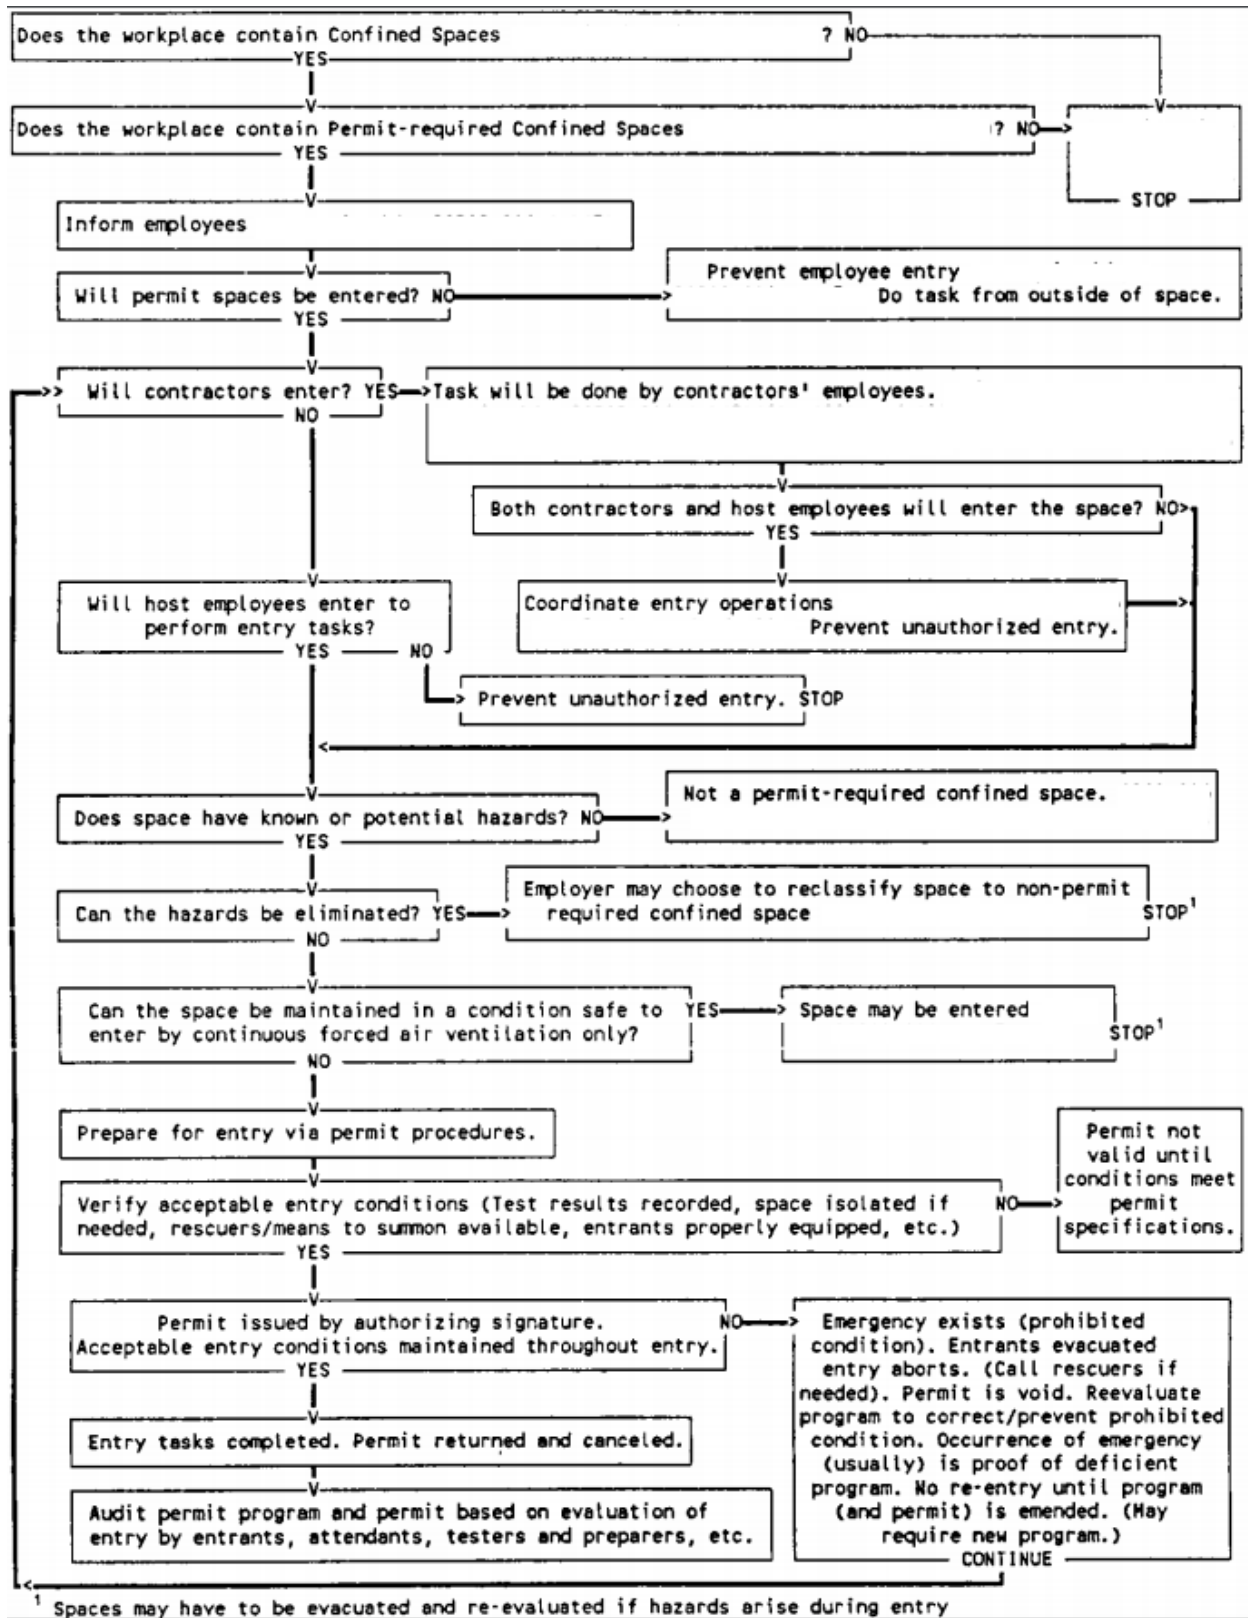 Does the workplace contain Confined Spaces ? NO
YES
Does the workplace contain Permit-required Confined Spaces ? NO
YES
STOP
Inform employees
Prevent employee entry
Do task from outside of space.
Will permit spaces be entered? NO
YES
Will contractors enter? YES
NO
Task will be done by contractors' employees.
Both contractors and host employees will enter the space? NO
YES
Will host employees enter to
perform entry tasks?
YES NO
Coordinate entry operations
Prevent unauthorized entry.
Prevent unauthorized entry. STOP
Does space have known or potential hazards? NO
YES
Not a permit-required confined space.
Can the hazards be eliminated? YES
NO
Employer may choose to reclassify space to non-permit
required confined space
STOP¹
Can the space be maintained in a condition safe to
enter by continuous forced air ventilation only?
YES
NO
Space may be entered
STOP¹
Prepare for entry via permit procedures.
Verify acceptable entry conditions (Test results recorded, space isolated if
needed, rescuers/means to summon available, entrants properly equipped, etc.)
NO
YES
Permit not
valid until
conditions meet
permit
specifications.
Permit issued by authorizing signature.
Acceptable entry conditions maintained throughout entry.
NO
YES
Emergency exists (prohibited
condition). Entrants evacuated
entry aborts. (Call rescuers if
needed). Permit is void. Reevaluate
program to correct/prevent prohibited
condition. Occurrence of emergency
(usually) is proof of deficient
program. No re-entry until program
(and permit) is emended. (May
require new program.)
CONTINUE
Entry tasks completed. Permit returned and canceled.
Audit permit program and permit based on evaluation of
entry by entrants, attendants, testers and preparers, etc.
¹ Spaces may have to be evacuated and re-evaluated if hazards arise during entry